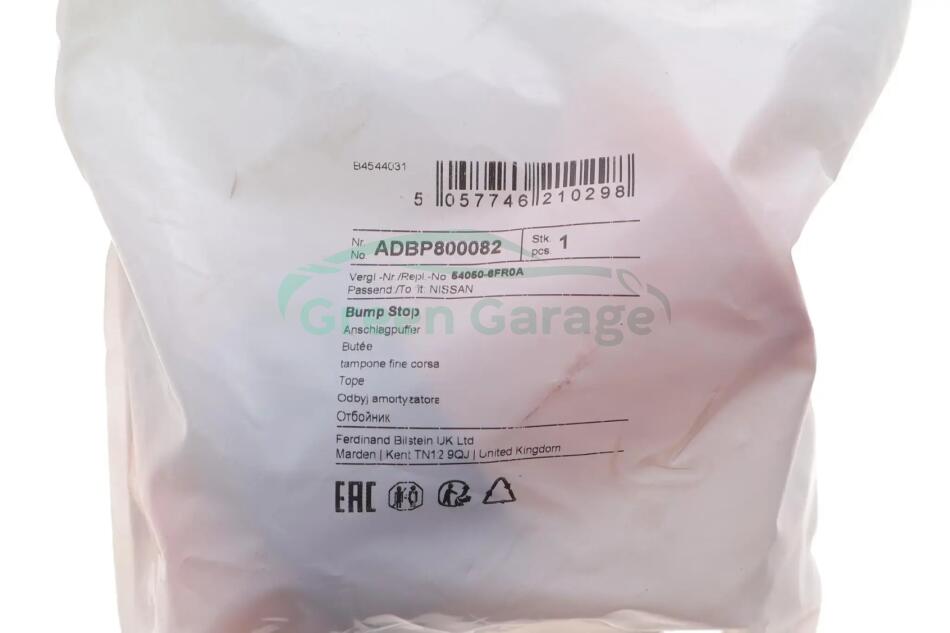 B4544031
5 057746 210298
Nr. No. ADBP800082 Stk. pcs. 1
Vergl.-Nr./Repl.-No 54050-6FR0A
Passend./To fit: NISSAN
Bump Stop
Green Garage
Anschlagpuffer
Butée
tampone fine corsa
Tope
Odbyj amortyzatora
Отбойник
Ferdinand Bilstein UK Ltd
Marden | Kent TN12 9QJ | United Kingdom
EAC